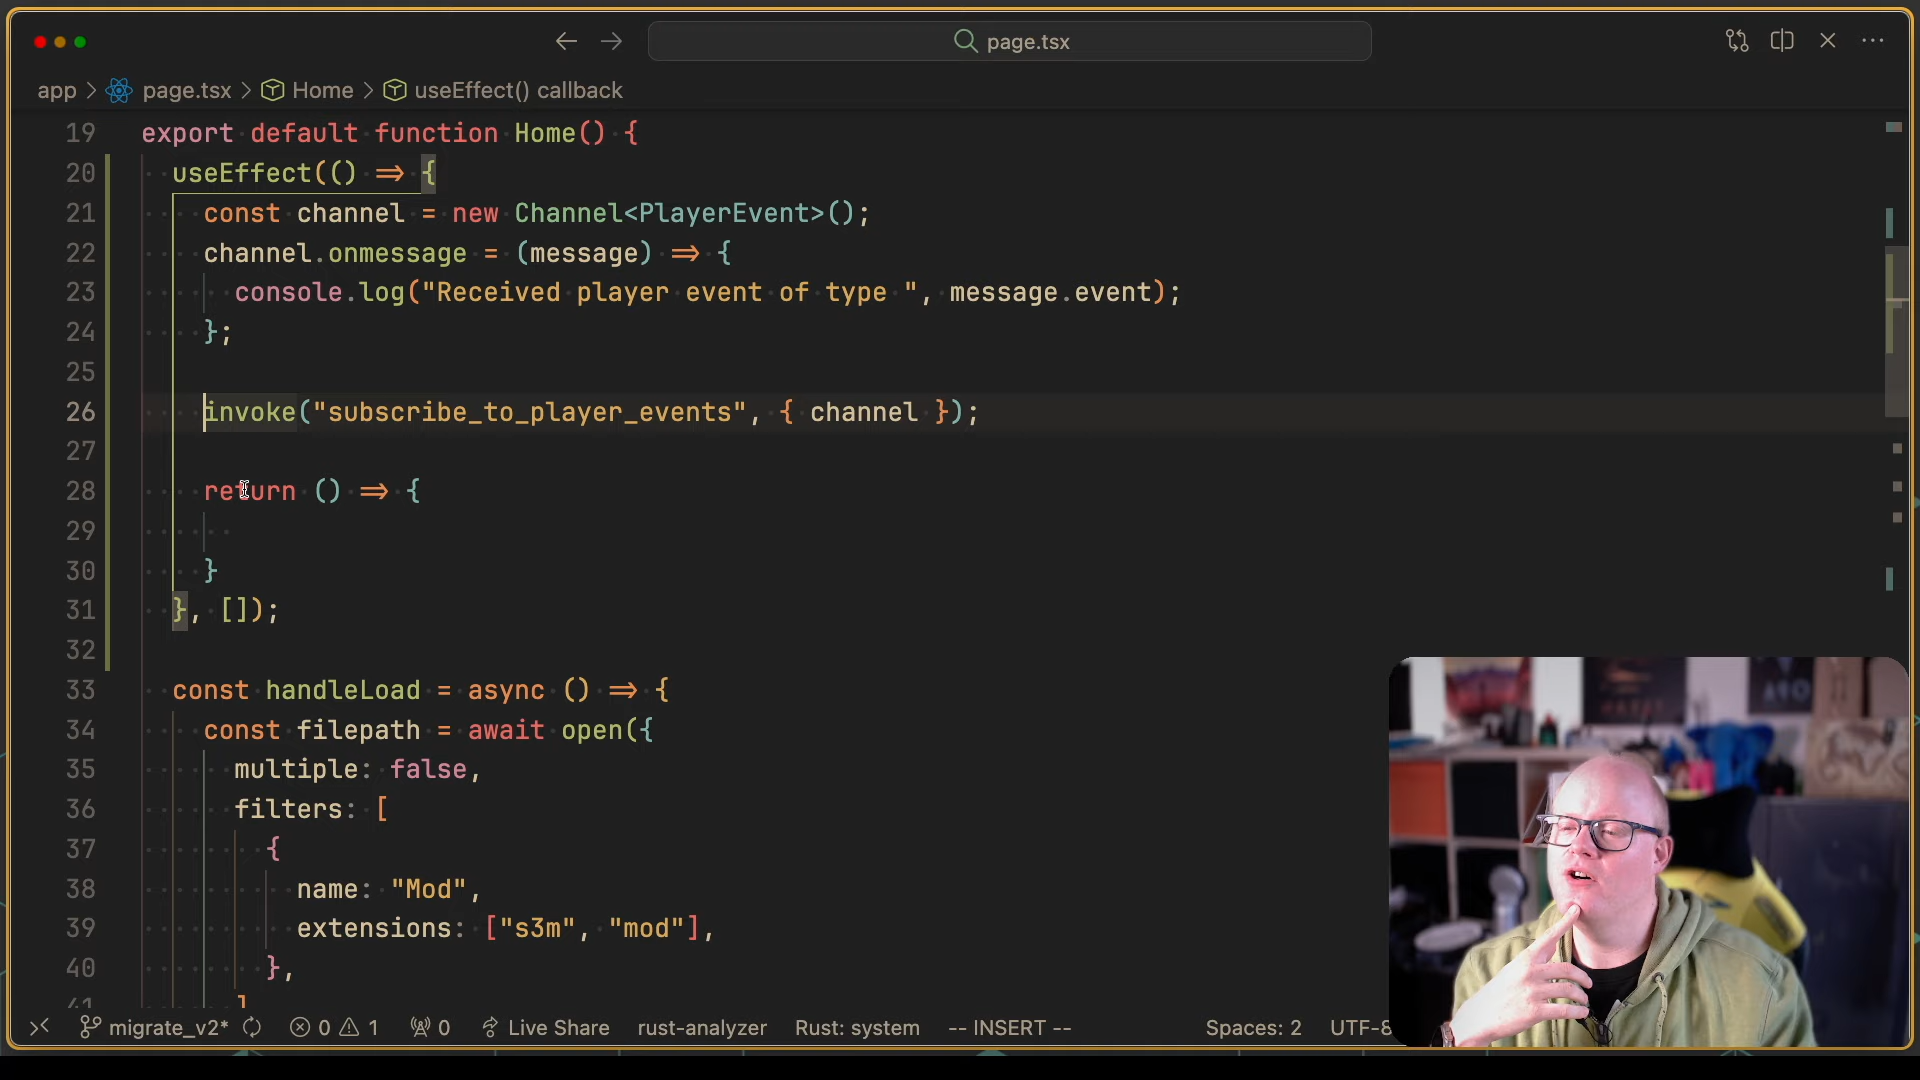 page.tsx
app > page.tsx > Home > useEffect() callback
19 export default function Home() {
20 useEffect(() => {
21 const channel = new Channel<PlayerEvent>();
22 channel.onmessage = (message) => {
23 console.log("Received player event of type ", message.event);
24 };
25
26 invoke("subscribe_to_player_events", { channel });
27
28 return () => {
29
30 }
31 }, []);
32
33 const handleLoad = async () => {
34 const filepath = await open({
35 multiple: false,
36 filters: [
37 {
38 name: "Mod",
39 extensions: ["s3m", "mod"],
40 },
41 ]
migrate_v2* 0 1 0 Live Share rust-analyzer Rust: system -- INSERT -- Spaces: 2 UTF-8